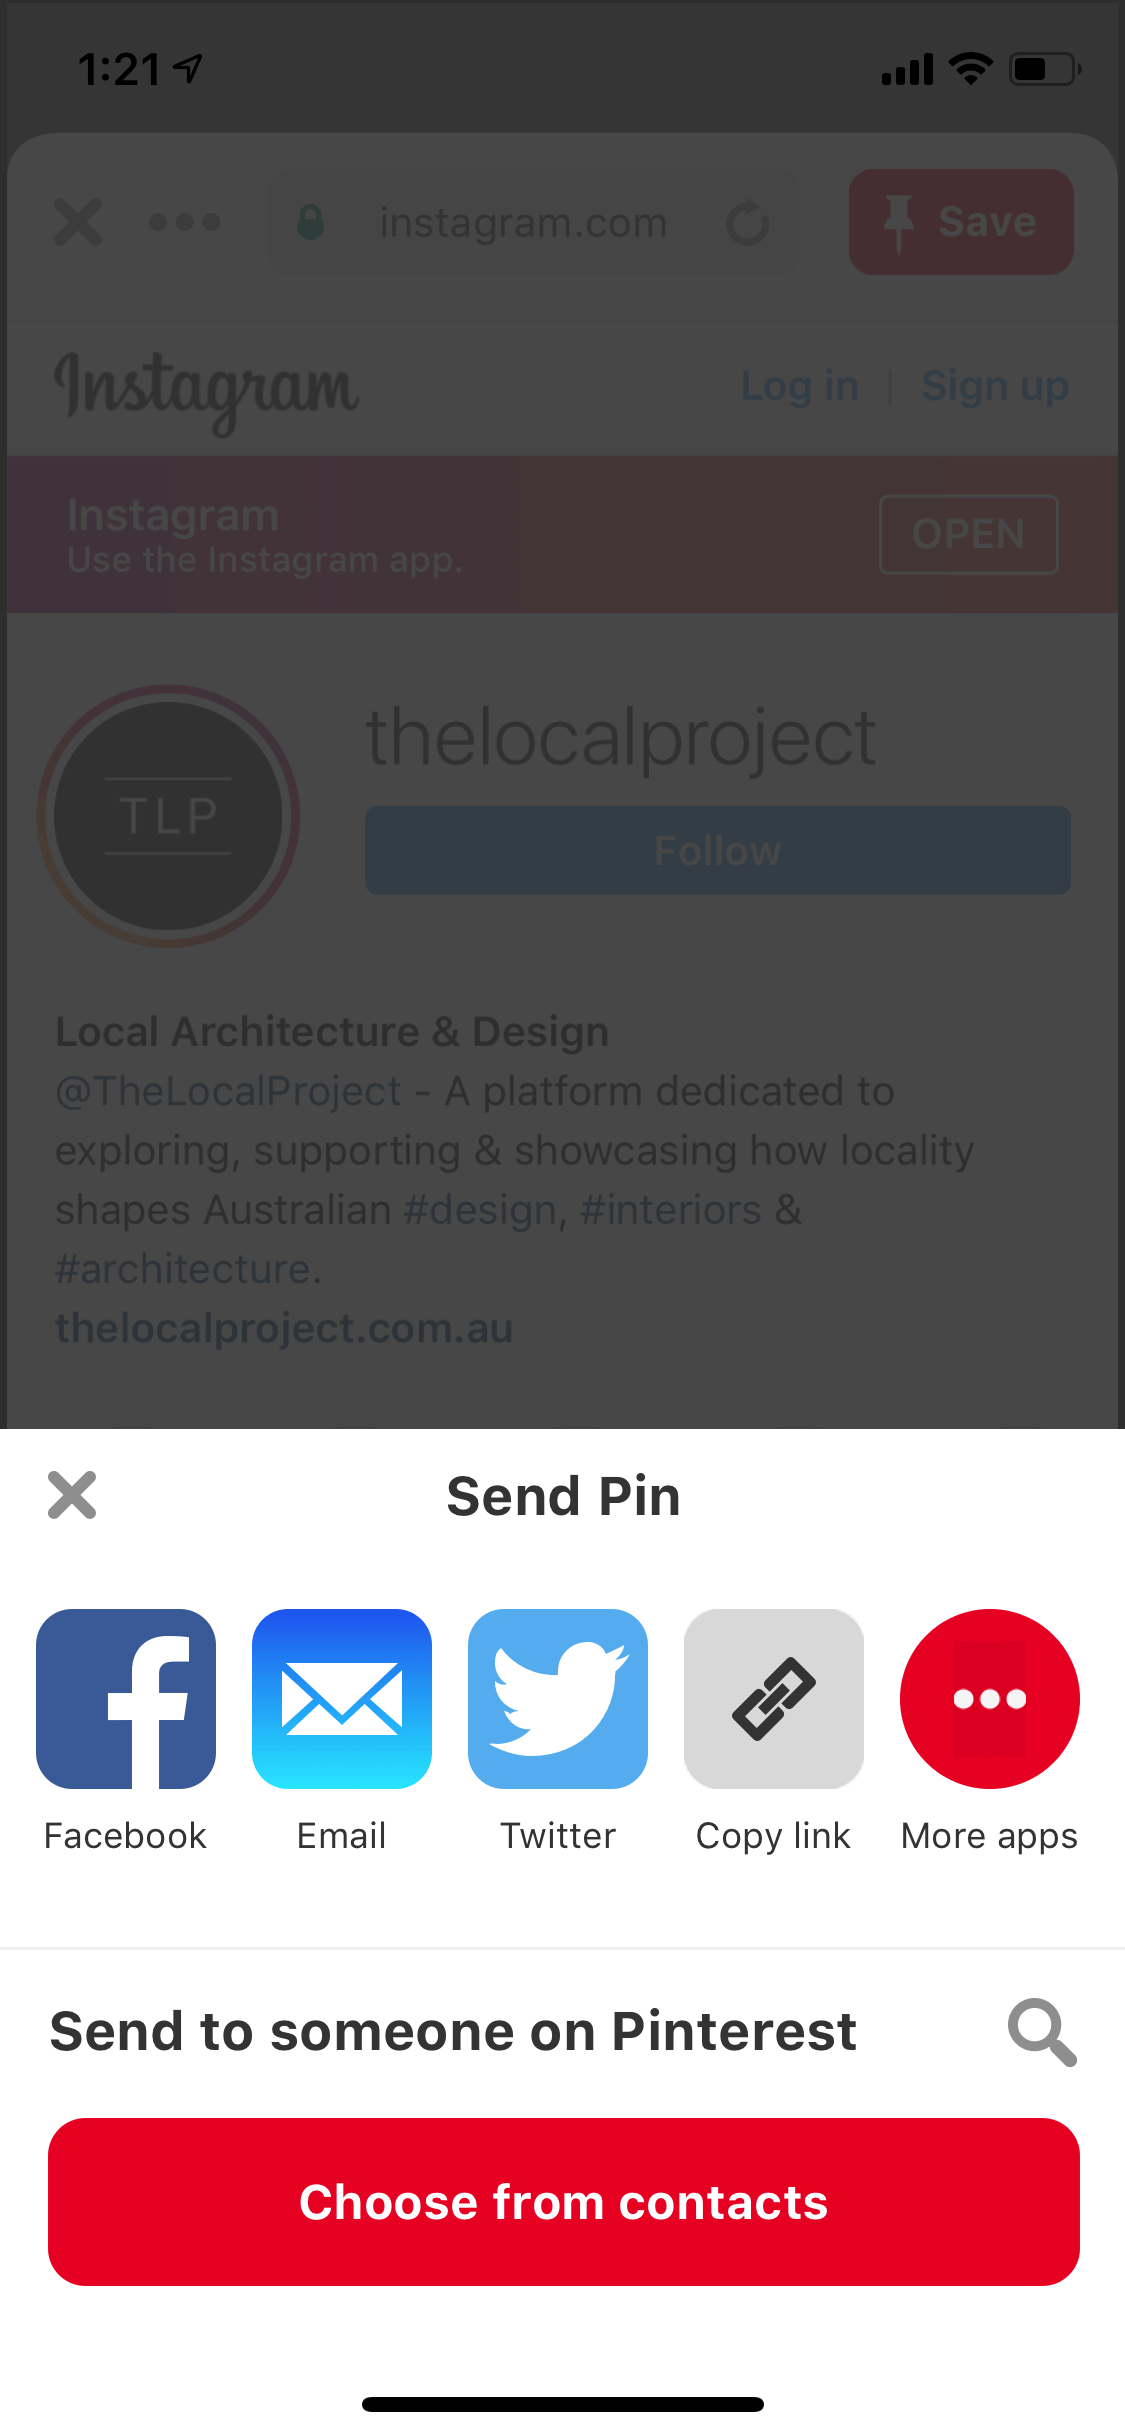 1:21
instagram.com
Save
Instagram
Log in | Sign up
Instagram
Use the Instagram app.
OPEN
TLP
thelocalproject
Follow
Local Architecture & Design
@TheLocalProject - A platform dedicated to
exploring, supporting & showcasing how locality
shapes Australian #design, #interiors &
#architecture.
thelocalproject.com.au
Send Pin
Facebook
Email
Twitter
Copy link
More apps
Send to someone on Pinterest
Choose from contacts